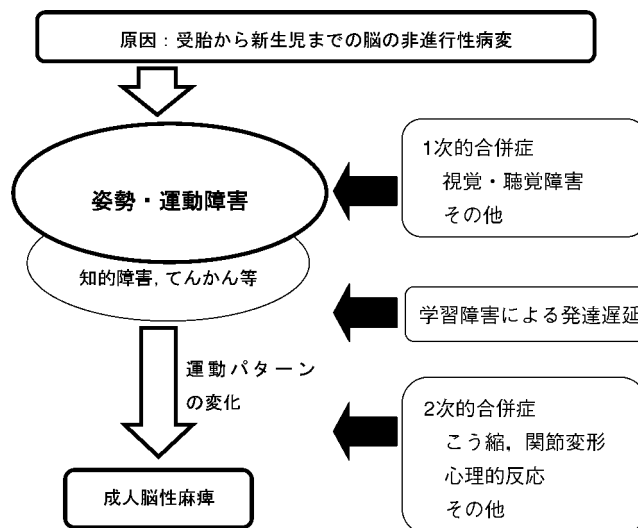 原因：受胎から新生児までの脳の非進行性病変
姿勢・運動障害
知的障害，てんかん等
1次的合併症
視覚・聴覚障害
その他
学習障害による発達遅延
運動パターン
の変化
2次的合併症
こう縮，関節変形
心理的反応
その他
成人脳性麻痺